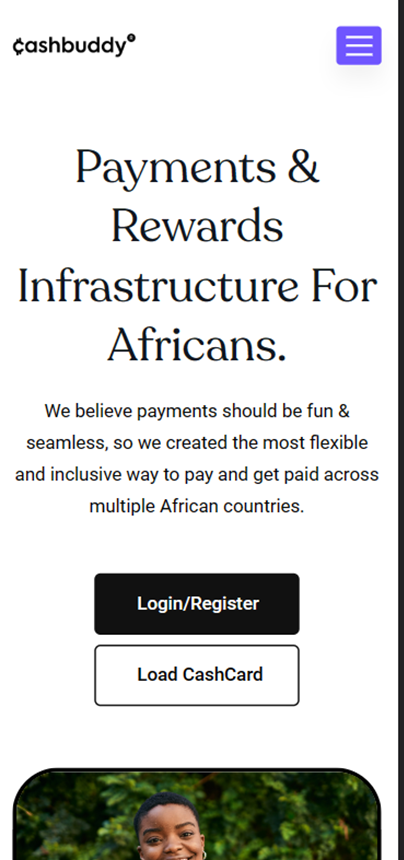 ¢ashbuddy
Payments &
Rewards
Infrastructure For
Africans.
We believe payments should be fun &
seamless, so we created the most flexible
and inclusive way to pay and get paid across
multiple African countries.
Login/Register
Load CashCard